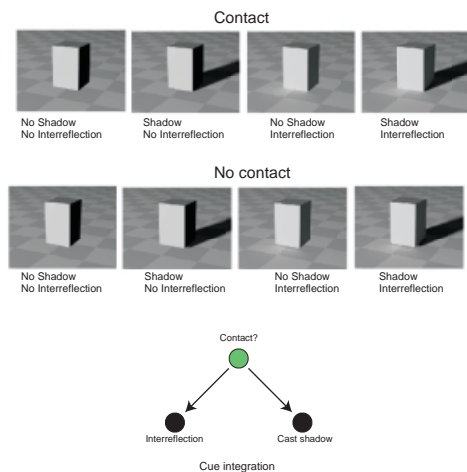 Contact
No Shadow
No Interreflection
Shadow
No Interreflection
No Shadow
Interreflection
Shadow
Interreflection
No contact
No Shadow
No Interreflection
Shadow
No Interreflection
No Shadow
Interreflection
Shadow
Interreflection
Contact?
Interreflection
Cast shadow
Cue integration